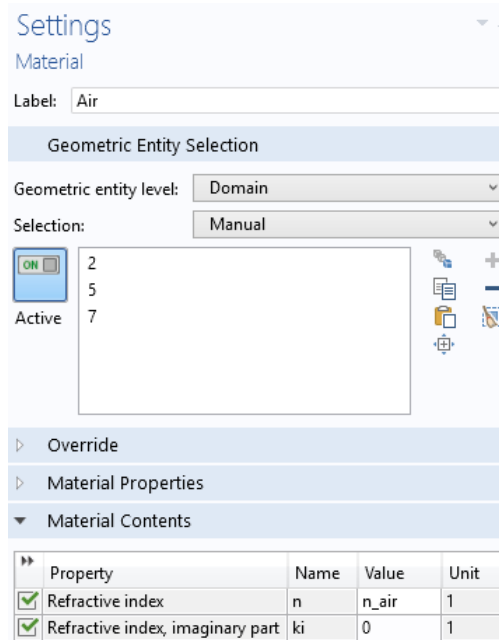 Settings
Material
Label: Air
Geometric Entity Selection
Geometric entity level: Domain
Selection: Manual
ON
2
5
7
Active
Override
Material Properties
Material Contents
Property Name Value Unit
Refractive index n n_air 1
Refractive index, imaginary part ki 0 1